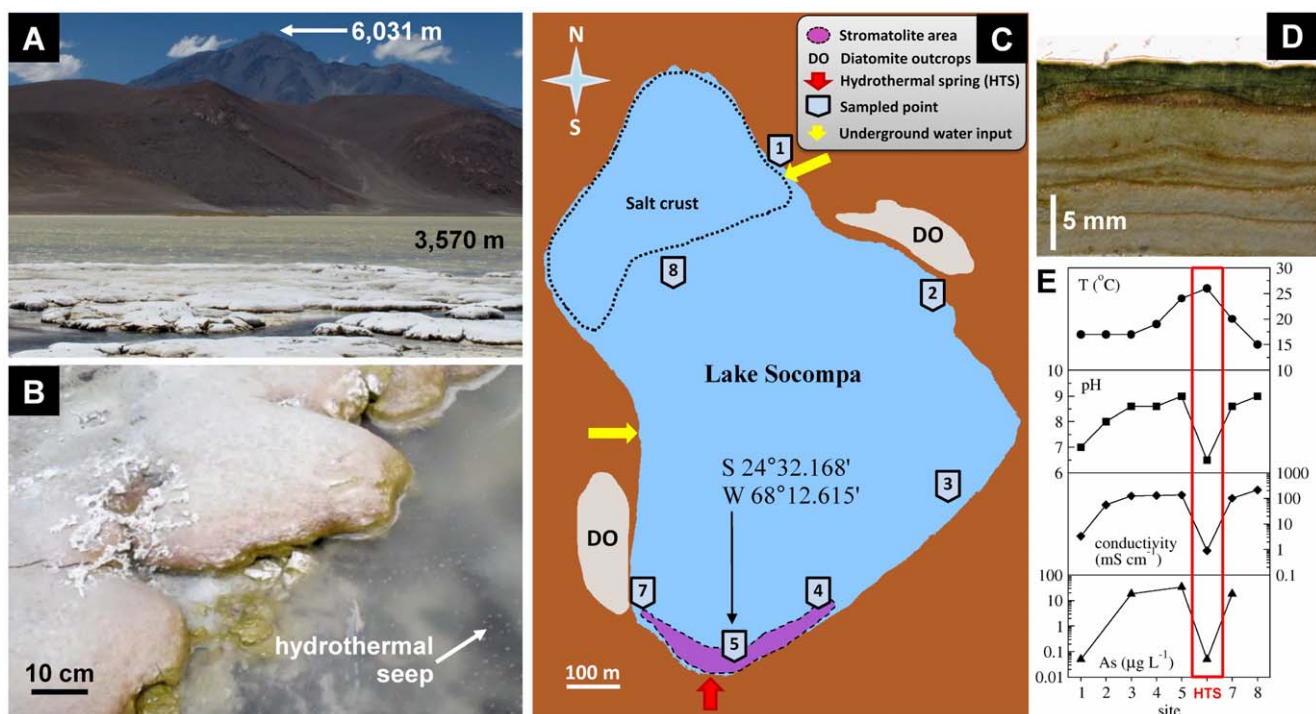 A
6,031 m
3,570 m
B
hydrothermal
seep
10 cm
C
N
S
Stromatolite area
DO Diatomite outcrops
Hydrothermal spring (HTS)
Sampled point
Underground water input
1
Salt crust
DO
8
2
Lake Socompa
S 24°32.168'
W 68°12.615'
3
DO
7
4
5
100 m
D
5 mm
E
T (°C)
30
25
20
15
10
10
pH
9
8
7
6
1000
100
10
1
0.1
conductivity
(mS cm⁻¹)
100
10
1
0.1
0.01
As (µg L⁻¹)
1 2 3 4 5 HTS 7 8
site